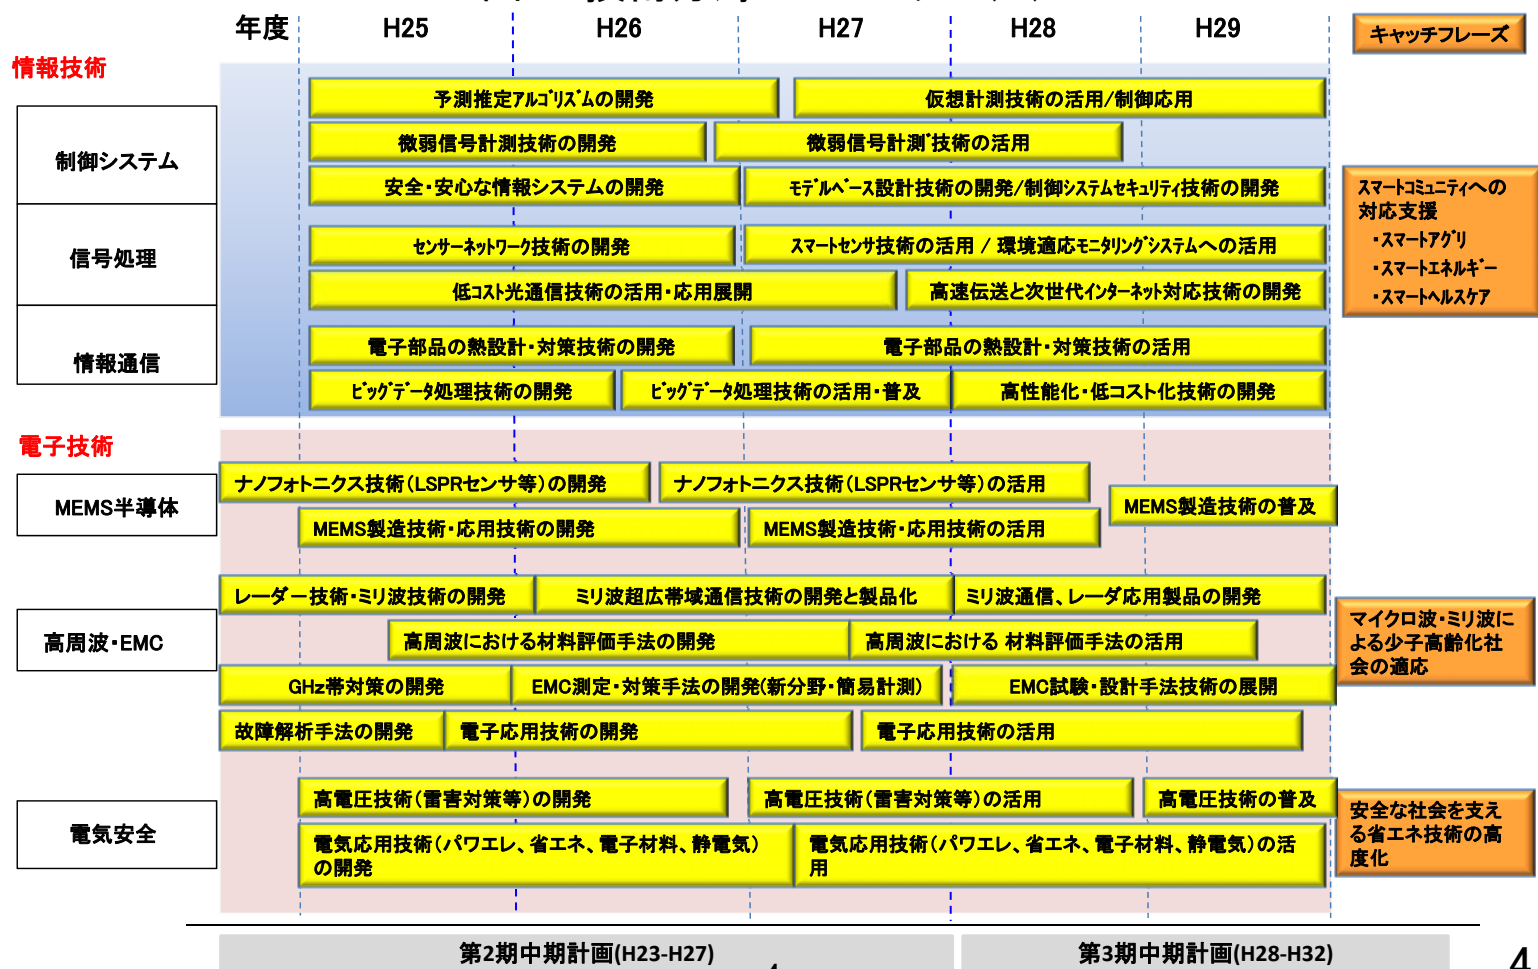 年度 H25 H26 H27 H28 H29
キャッチフレーズ
情報技術
予測推定アルゴリズムの開発
仮想計測技術の活用/制御応用
制御システム
微弱信号計測技術の開発
微弱信号計測ﾞ技術の活用
安全・安心な情報システムの開発
モデルベース設計技術の開発/制御システムセキュリティ技術の開発
スマートコミュニティへの
対応支援
・スマートアグリ
・スマートエネルギー
・スマートヘルスケア
信号処理
センサーネットワーク技術の開発
スマートセンサ技術の活用 / 環境適応モニタリングシステムへの活用
低コスト光通信技術の活用・応用展開
高速伝送と次世代インターネット対応技術の開発
情報通信
電子部品の熱設計・対策技術の開発
電子部品の熱設計・対策技術の活用
ビッグデータ処理技術の開発
ビッグデータ処理技術の活用・普及
高性能化・低コスト化技術の開発
電子技術
MEMS半導体
ナノフォトニクス技術（LSPRセンサ等）の開発
ナノフォトニクス技術（LSPRセンサ等）の活用
MEMS製造技術の普及
MEMS製造技術・応用技術の開発
MEMS製造技術・応用技術の活用
高周波・EMC
レーダー技術・ミリ波技術の開発
ミリ波超広帯域通信技術の開発と製品化
ミリ波通信、レーダ応用製品の開発
高周波における材料評価手法の開発
高周波における 材料評価手法の活用
マイクロ波・ミリ波に
よる少子高齢化社
会の適応
GHz帯対策の開発
EMC測定・対策手法の開発(新分野・簡易計測)
EMC試験・設計手法技術の展開
故障解析手法の開発
電子応用技術の開発
電子応用技術の活用
電気安全
高電圧技術（雷害対策等）の開発
高電圧技術（雷害対策等）の活用
高電圧技術の普及
電気応用技術（パワエレ、省エネ、電子材料、静電気）
の開発
電気応用技術（パワエレ、省エネ、電子材料、静電気）の活
用
安全な社会を支え
る省エネ技術の高
度化
第2期中期計画(H23-H27)
第3期中期計画(H28-H32)
4